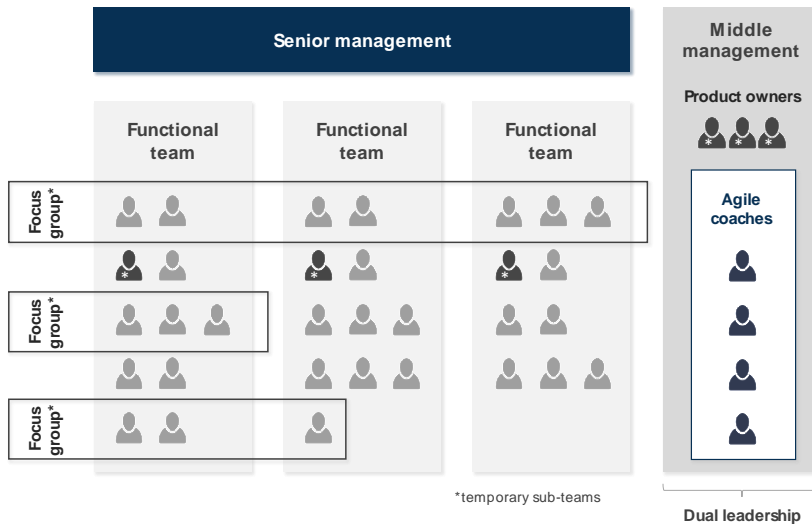 Senior management
Middle
management
Product owners
Functional
team
Functional
team
Functional
team
Focus
group*
Agile
coaches
*
*
*
*
*
*
Focus
group*
Focus
group*
*temporary sub-teams
Dual leadership